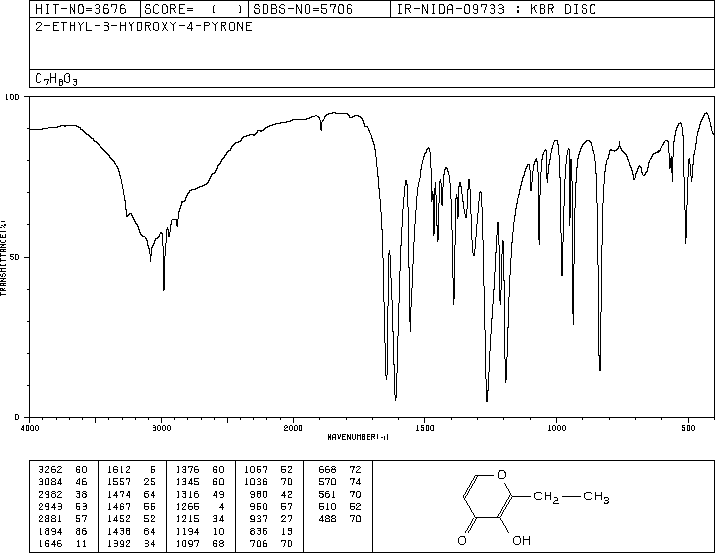 HIT-NO=3676 SCORE= ( ) SDBS-NO=5706 IR-NIDA-09733 : KBR DISC
2-ETHYL-3-HYDROXY-4-PYRONE
C7H8O3
100
50
0
TRANSMITTANCE(%)
4000 3000 2000 1500 1000 500
WAVENUMBER(-1)
3262 60 1612 5 1376 60 1067 52 668 72
3084 46 1557 25 1345 60 1036 70 570 74
2982 38 1474 64 1316 49 980 42 561 70
2943 53 1467 55 1266 4 950 57 510 52
2881 57 1452 52 1215 34 937 27 488 70
1894 86 1438 64 1194 10 836 13
1646 11 1392 34 1097 68 706 70
O
CH2 CH3
O OH